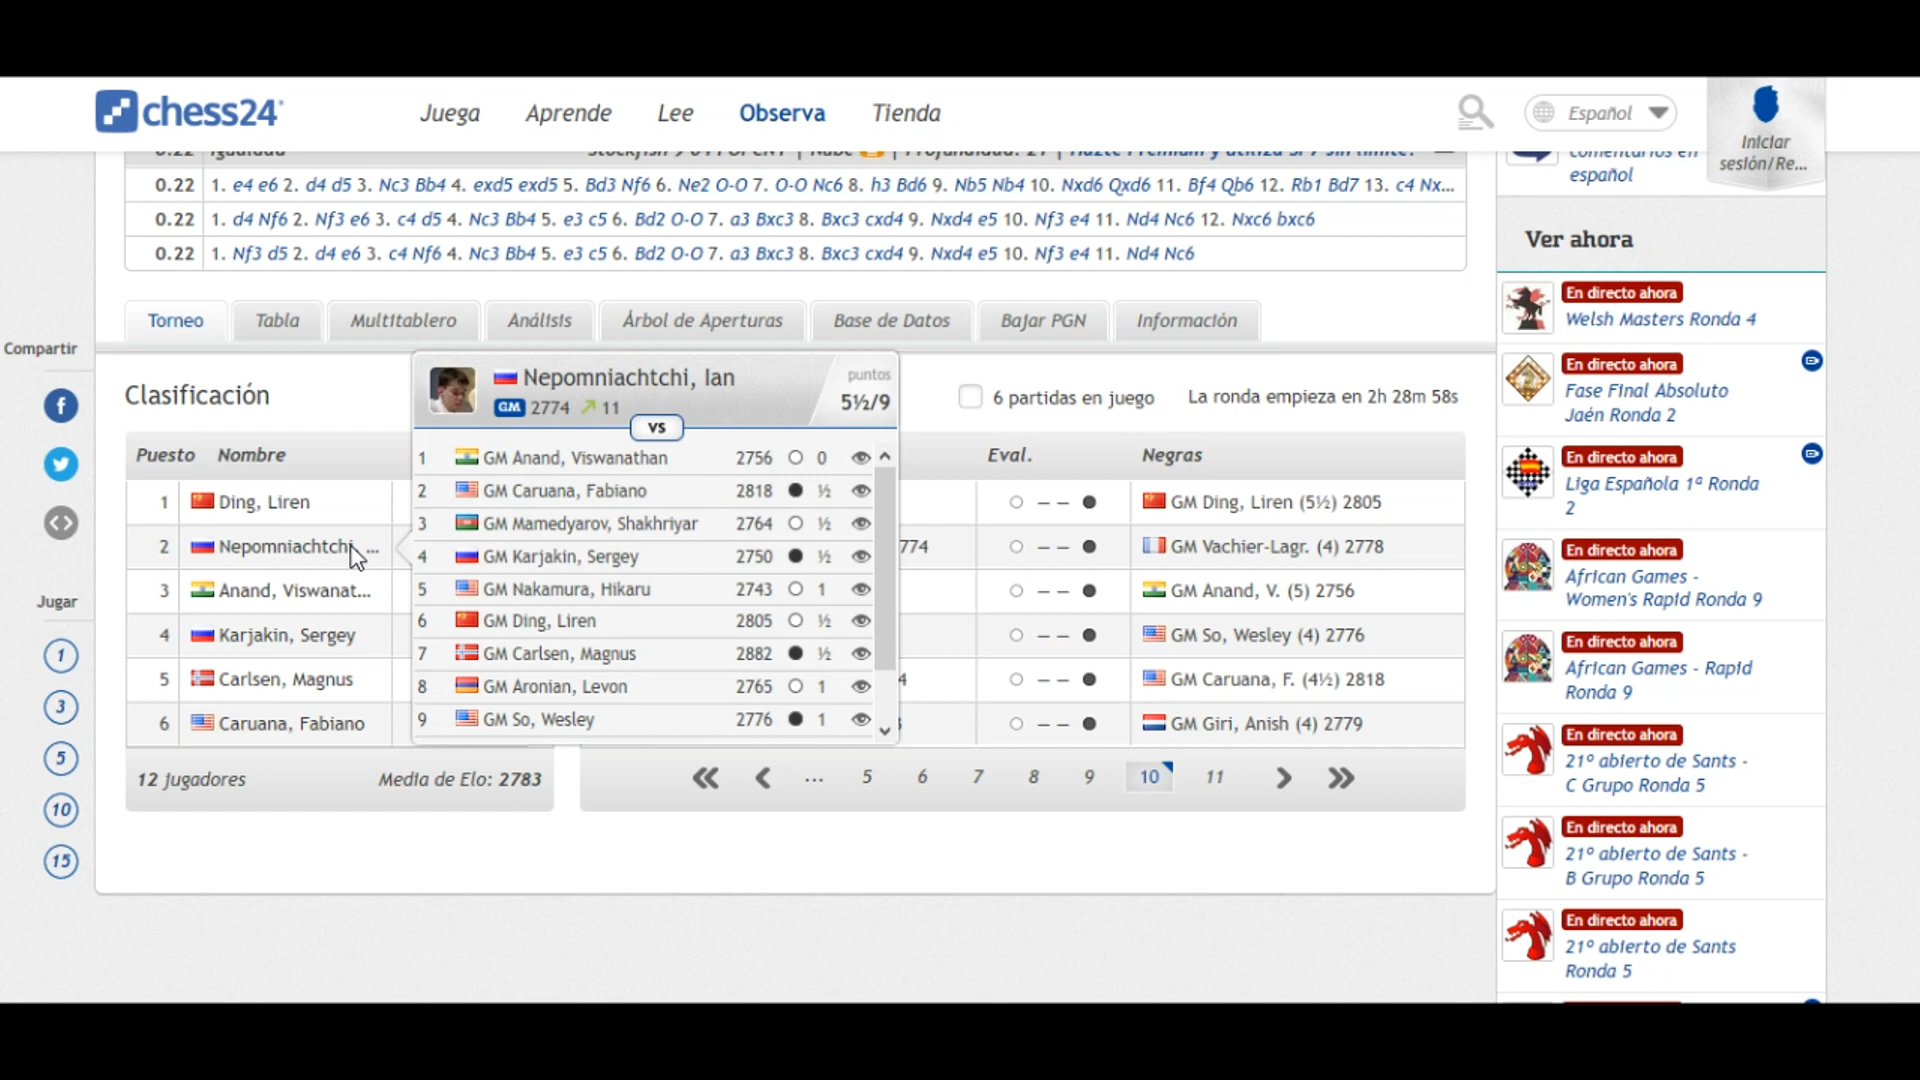 chess24
Juega Aprende Lee Observa Tienda
Español
Iniciar
sesión/Re...
0.22 Igualdad
0.22 1. e4 e6 2. d4 d5 3. Nc3 Bb4 4. exd5 exd5 5. Bd3 Nf6 6. Ne2 O-O 7. O-O Nc6 8. h3 Bd6 9. Nb5 Nb4 10. Nxd6 Qxd6 11. Bf4 Qb6 12. Rb1 Bd7 13. c4 Nx...
0.22 1. d4 Nf6 2. Nf3 e6 3. c4 d5 4. Nc3 Bb4 5. e3 c5 6. Bd2 O-O 7. a3 Bxc3 8. Bxc3 cxd4 9. Nxd4 e5 10. Nf3 e4 11. Nd4 Nc6 12. Nxc6 bxc6
0.22 1. Nf3 d5 2. d4 e6 3. c4 Nf6 4. Nc3 Bb4 5. e3 c5 6. Bd2 O-O 7. a3 Bxc3 8. Bxc3 cxd4 9. Nxd4 e5 10. Nf3 e4 11. Nd4 Nc6
Torneo Tabla Multitablero Análisis Árbol de Aperturas Base de Datos Bajar PGN Información
Compartir
Jugar
1
3
5
10
15
Clasificación
Puesto Nombre
1 Ding, Liren
2 Nepomniachtchi, ...
3 Anand, Viswanat...
4 Karjakin, Sergey
5 Carlsen, Magnus
6 Caruana, Fabiano
12 jugadores Media de Elo: 2783
Nepomniachtchi, Ian
GM 2774 11
puntos
5½/9
VS
1 GM Anand, Viswanathan 2756 0
2 GM Caruana, Fabiano 2818 ½
3 GM Mamedyarov, Shakhriyar 2764 ½
4 GM Karjakin, Sergey 2750 ½
5 GM Nakamura, Hikaru 2743 1
6 GM Ding, Liren 2805 ½
7 GM Carlsen, Magnus 2882 ½
8 GM Aronian, Levon 2765 1
9 GM So, Wesley 2776 1
6 partidas en juego La ronda empieza en 2h 28m 58s
Eval. Negras
– – GM Ding, Liren (5½) 2805
774 – – GM Vachier-Lagr. (4) 2778
– – GM Anand, V. (5) 2756
– – GM So, Wesley (4) 2776
4 – – GM Caruana, F. (4½) 2818
– – GM Giri, Anish (4) 2779
... 5 6 7 8 9 10 11
comentarios en
español
Ver ahora
En directo ahora
Welsh Masters Ronda 4
En directo ahora
Fase Final Absoluto
Jaén Ronda 2
En directo ahora
Liga Española 1ª Ronda
2
En directo ahora
African Games -
Women's Rapid Ronda 9
En directo ahora
African Games - Rapid
Ronda 9
En directo ahora
21º abierto de Sants -
C Grupo Ronda 5
En directo ahora
21º abierto de Sants -
B Grupo Ronda 5
En directo ahora
21º abierto de Sants
Ronda 5